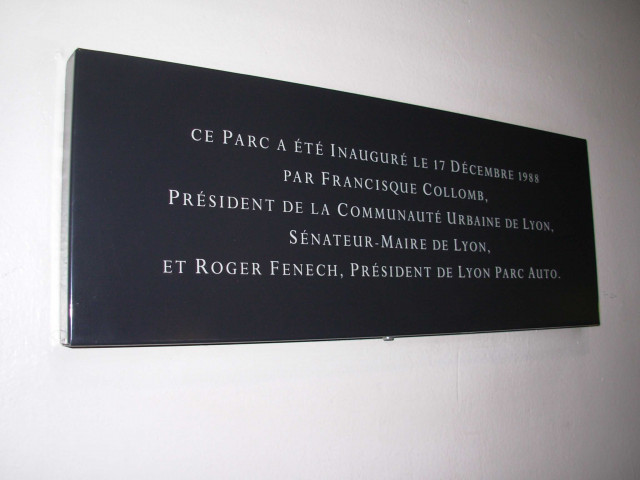 CE PARC A ÉTÉ INAUGURÉ LE 17 DÉCEMBRE 1988
PAR FRANCISQUE COLLOMB,
PRÉSIDENT DE LA COMMUNAUTÉ URBAINE DE LYON,
SÉNATEUR-MAIRE DE LYON,
ET ROGER FENECH, PRÉSIDENT DE LYON PARC AUTO.